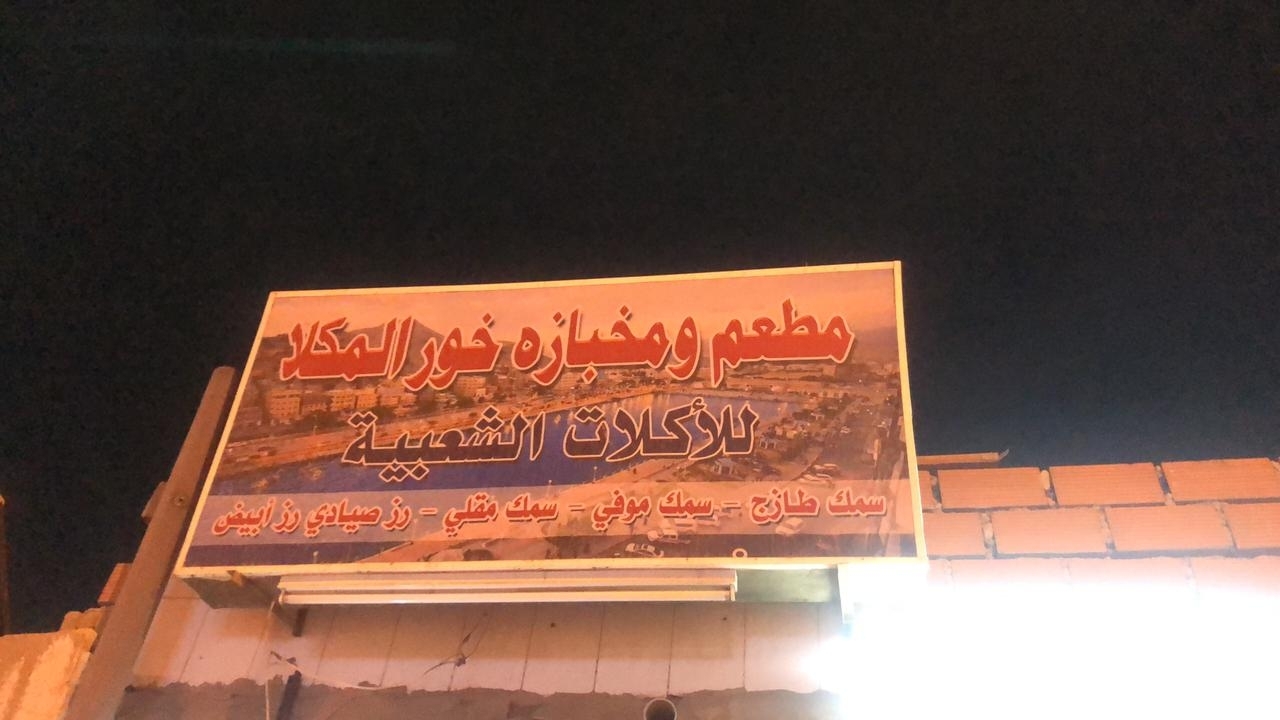 مطعم ومخبازه خور المكلا
للأكلات الشعبية
سمك طازج - سمك موفي - سمك مقلي - رز صيادي رز أبيض